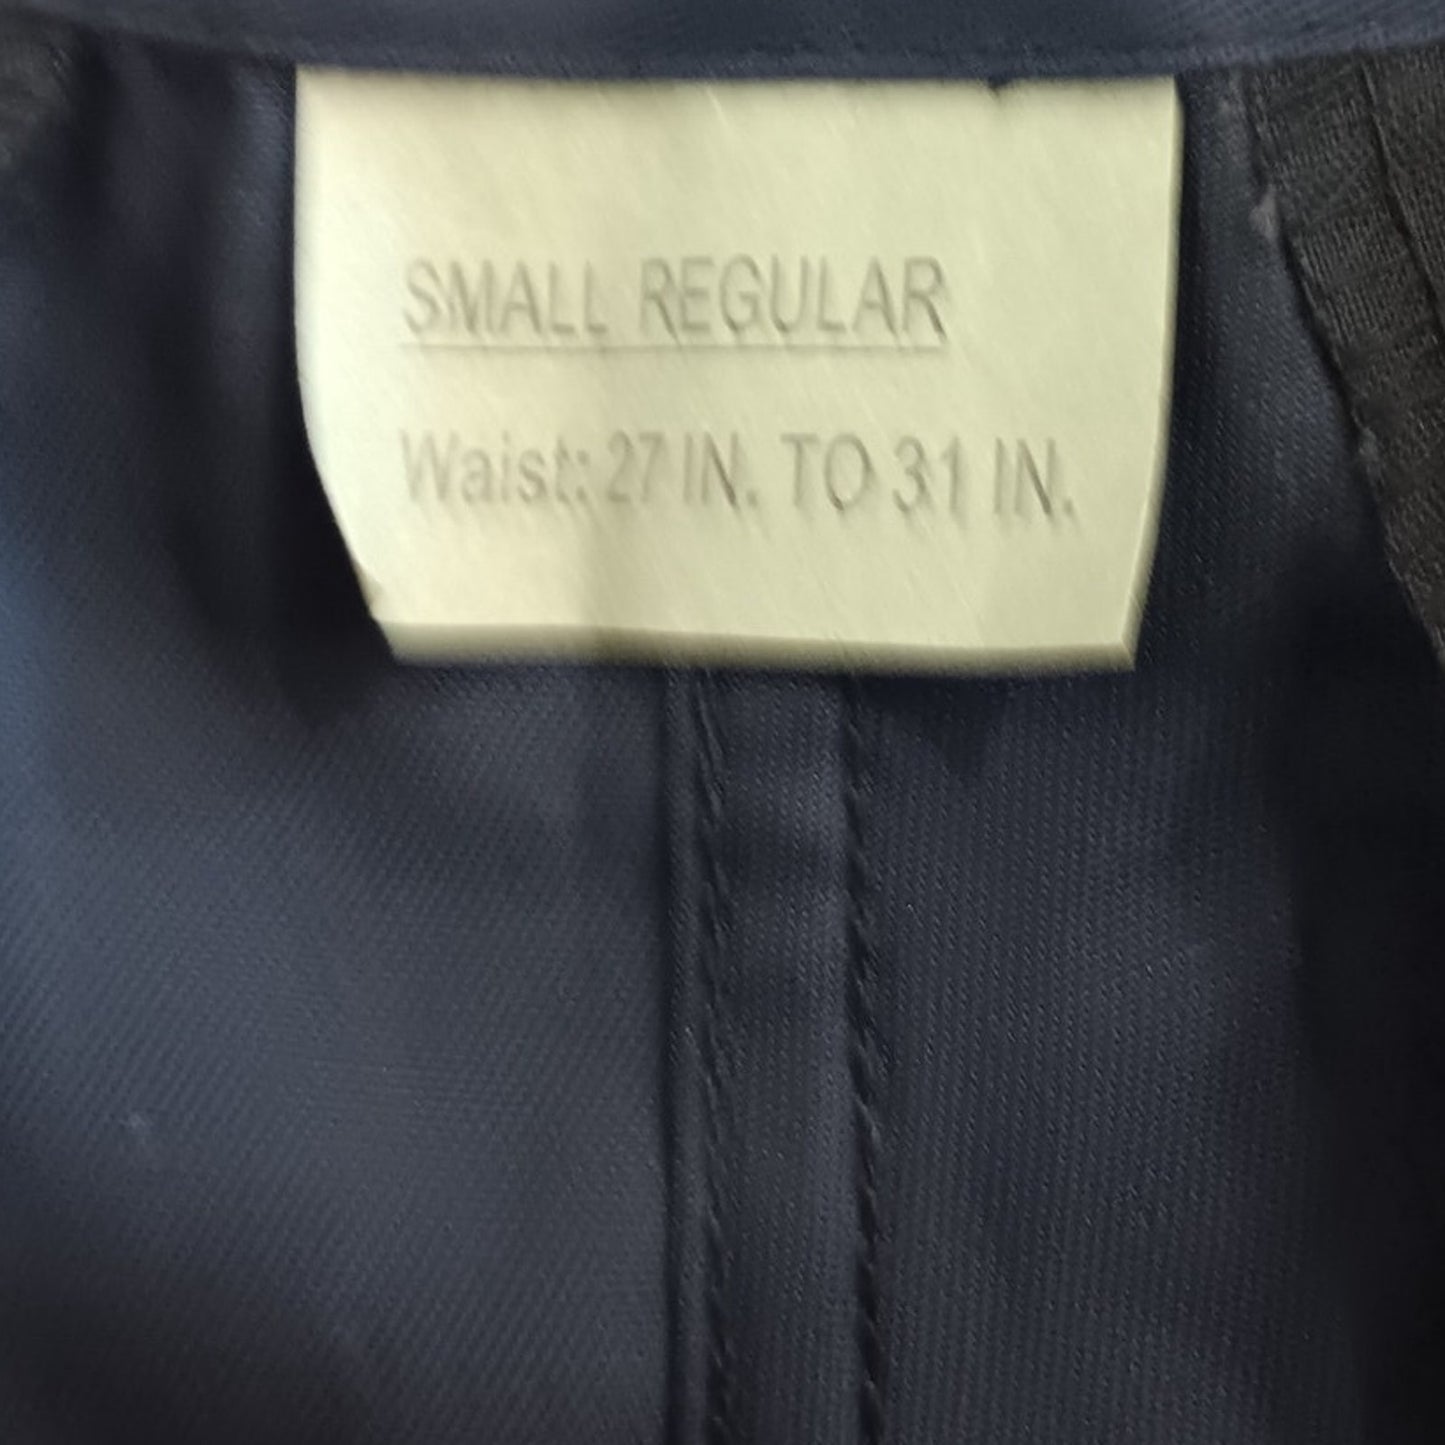 SMALL REGULAR
Waist: 27 IN. TO 31 IN.